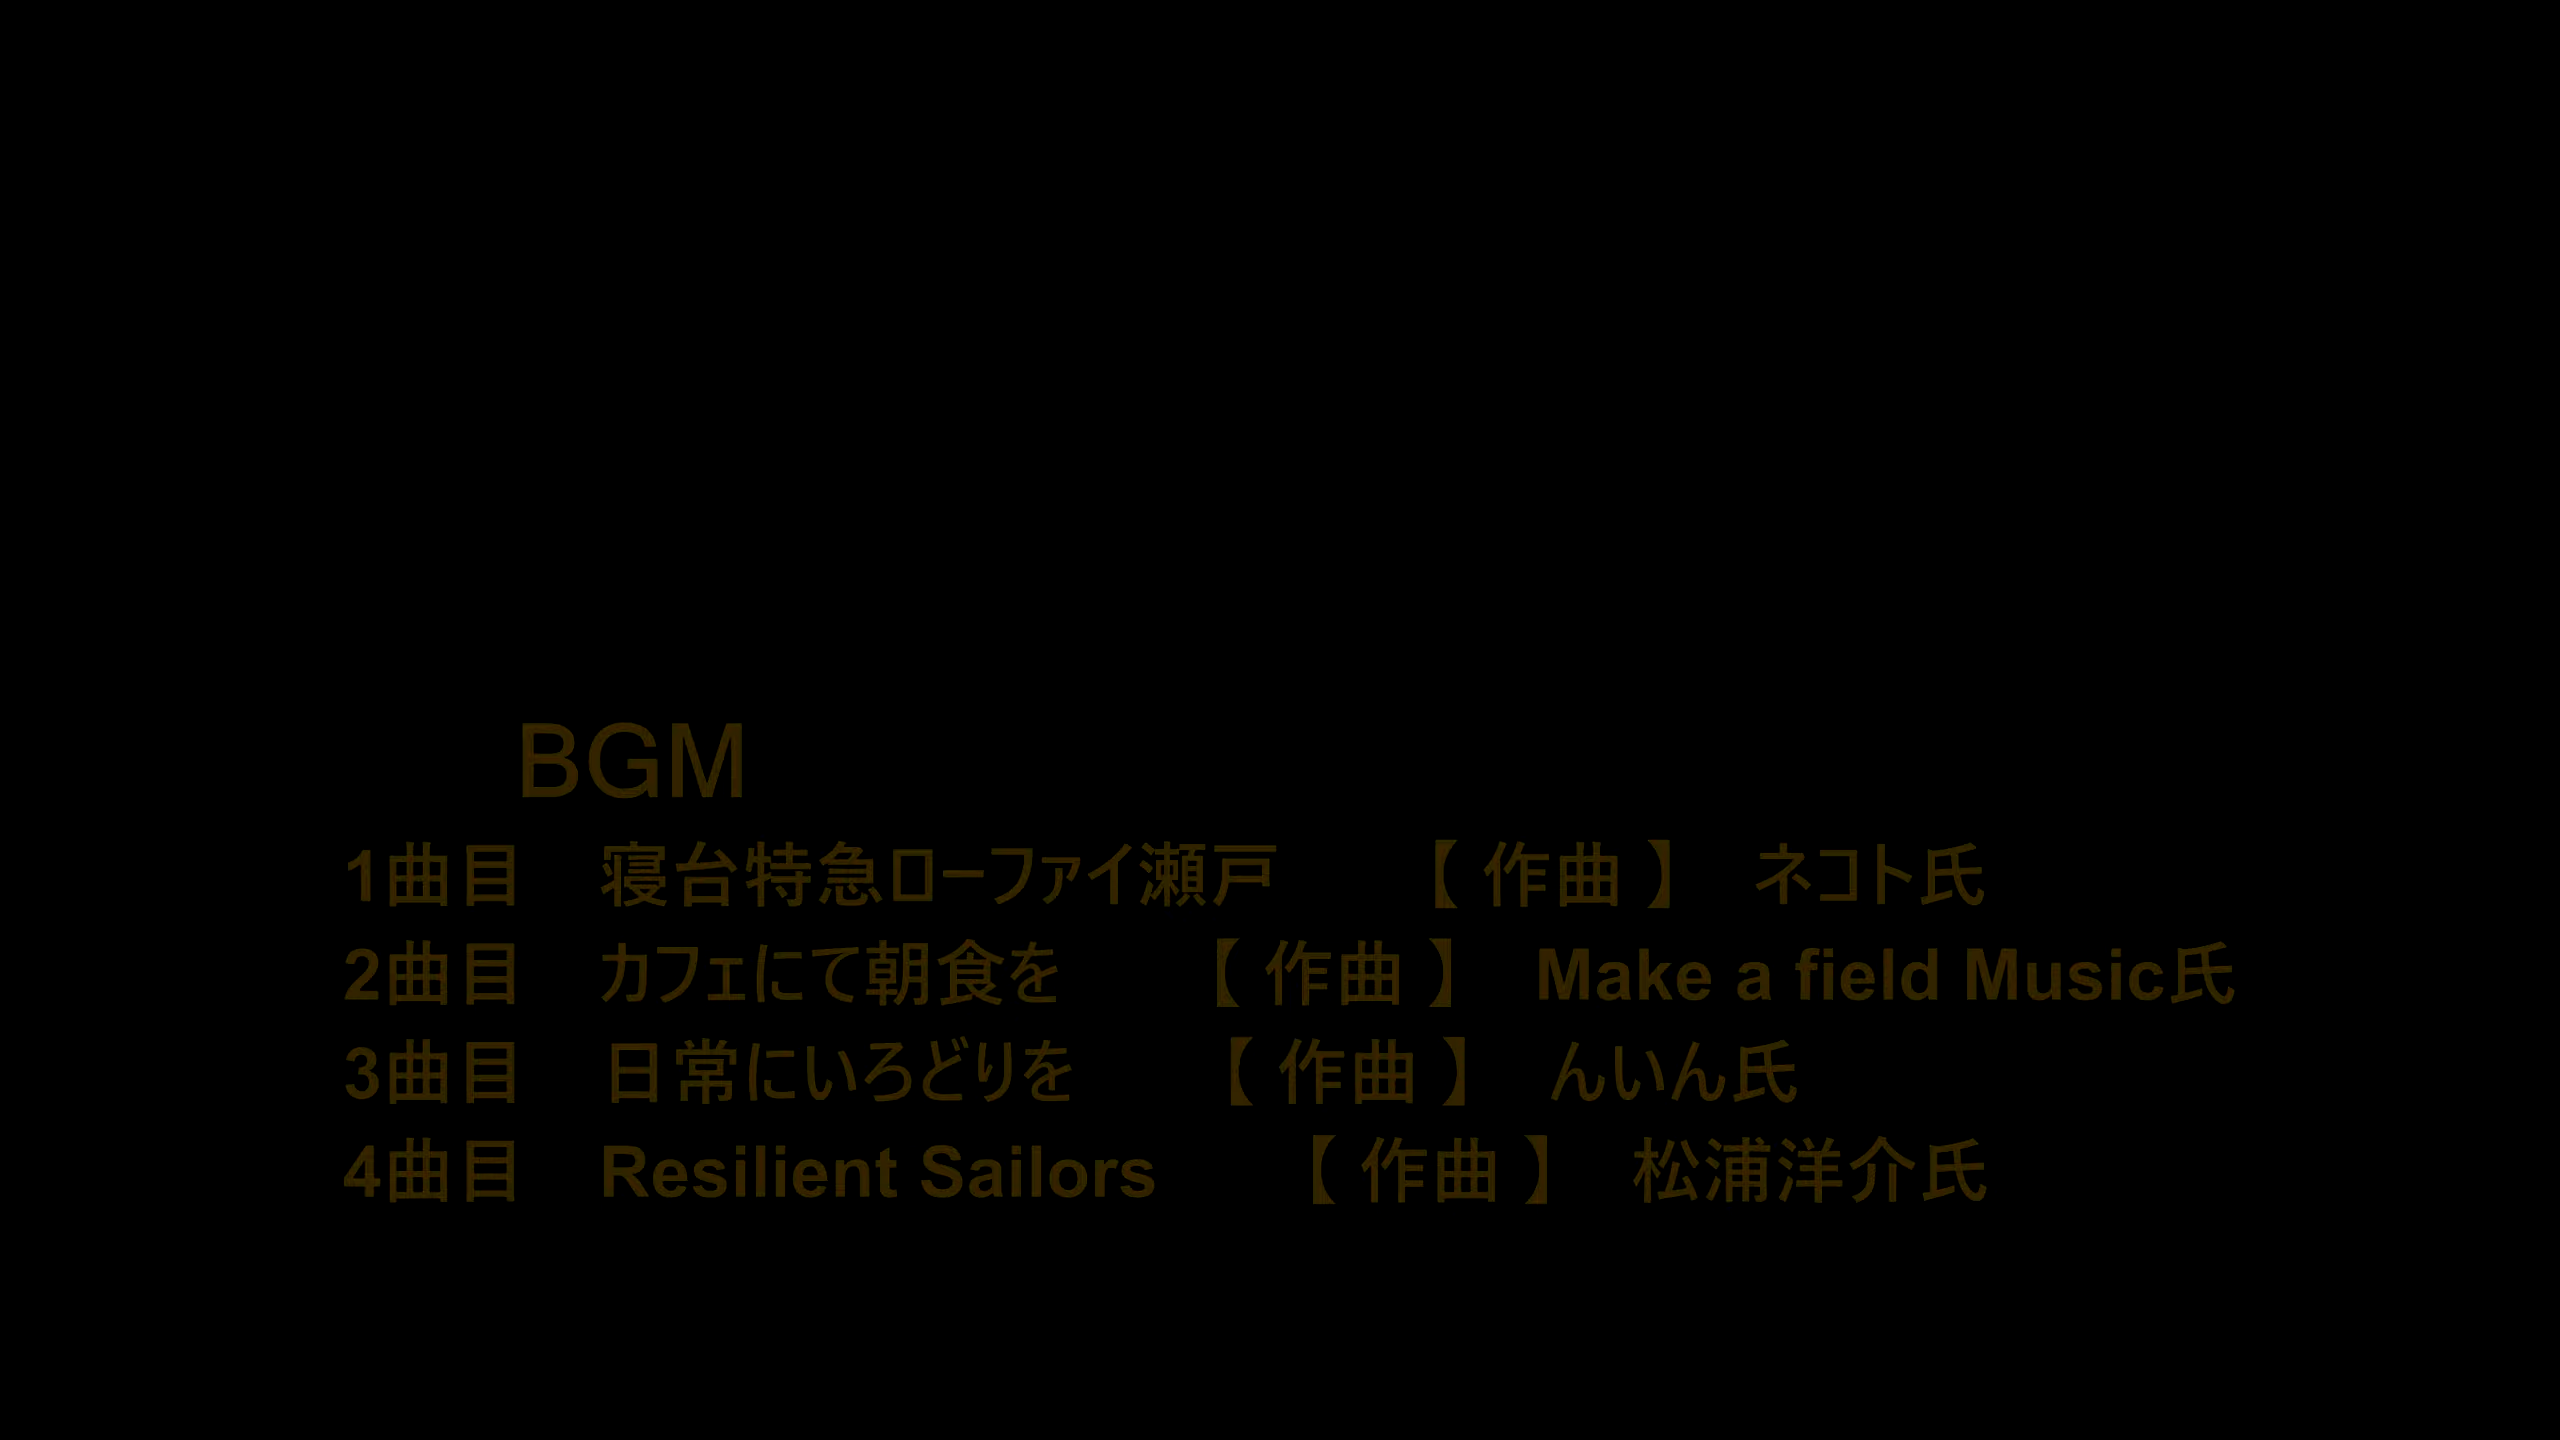 BGM
1曲目　寝台特急ローファイ瀬戸　　【 作曲 】　ネコト氏
2曲目　カフェにて朝食を　　【 作曲 】　Make a field Music氏
3曲目　日常にいろどりを　　【 作曲 】　んいん氏
4曲目　Resilient Sailors　　【 作曲 】　松浦洋介氏